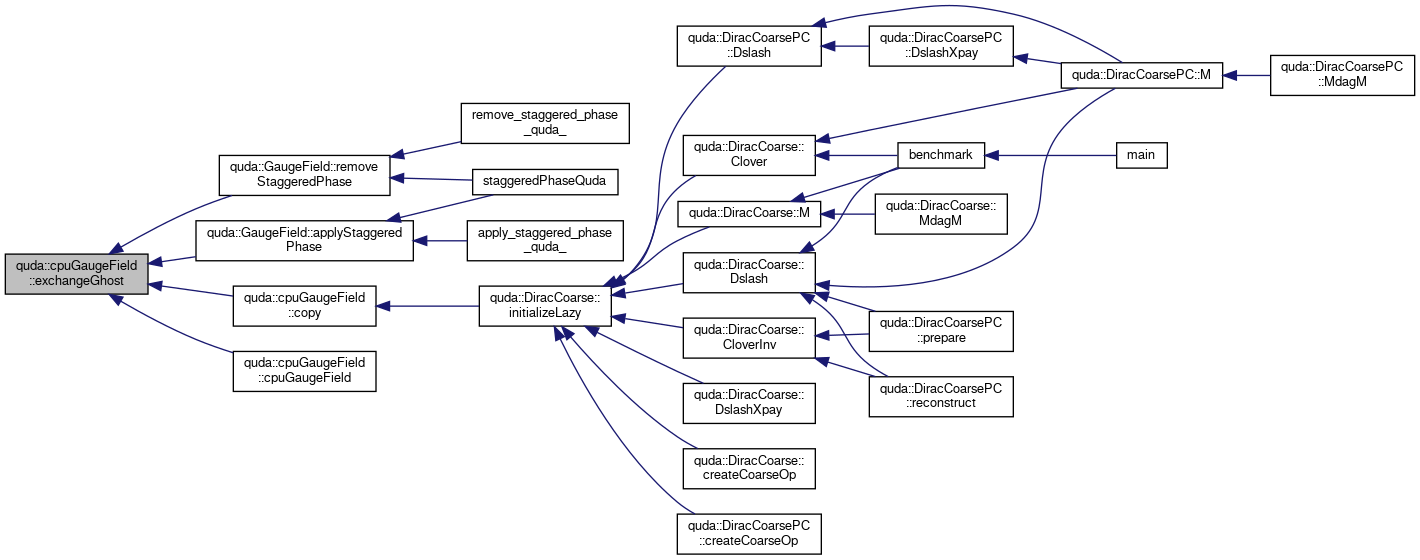 quda::cpuGaugeField
::exchangeGhost
quda::GaugeField::remove
StaggeredPhase
remove_staggered_phase
_quda_
staggeredPhaseQuda
quda::GaugeField::applyStaggered
Phase
apply_staggered_phase
_quda_
quda::cpuGaugeField
::copy
quda::cpuGaugeField
::cpuGaugeField
quda::DiracCoarse::
initializeLazy
quda::DiracCoarsePC
::Dslash
quda::DiracCoarsePC
::DslashXpay
quda::DiracCoarsePC::M
quda::DiracCoarsePC
::MdagM
quda::DiracCoarse::
Clover
benchmark
main
quda::DiracCoarse::M
quda::DiracCoarse::
MdagM
quda::DiracCoarse::
Dslash
quda::DiracCoarsePC
::prepare
quda::DiracCoarse::
CloverInv
quda::DiracCoarsePC
::reconstruct
quda::DiracCoarse::
DslashXpay
quda::DiracCoarse::
createCoarseOp
quda::DiracCoarsePC
::createCoarseOp